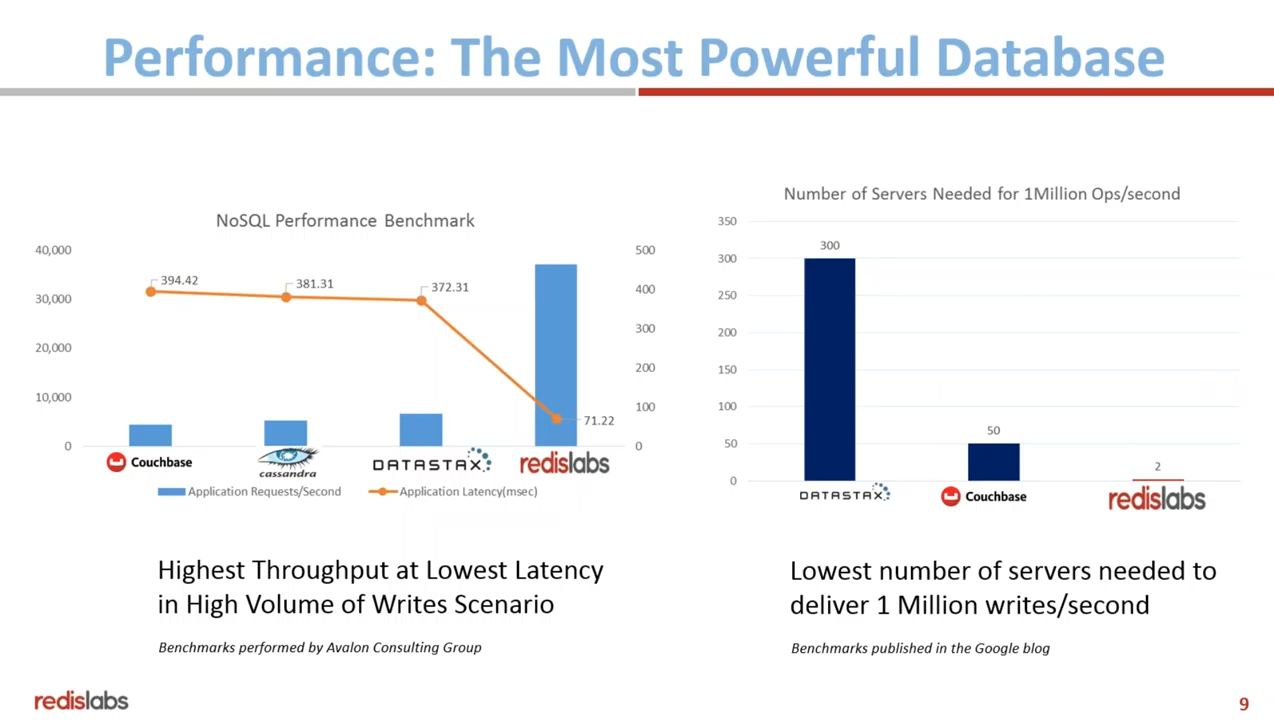 Performance: The Most Powerful Database
NoSQL Performance Benchmark
40,000
30,000
20,000
10,000
0
500
400
300
200
100
0
394.42
381.31
372.31
71.22
Couchbase
cassandra
DATASTAX
redislabs
Application Requests/Second
Application Latency(msec)
Highest Throughput at Lowest Latency
in High Volume of Writes Scenario
Benchmarks performed by Avalon Consulting Group
Number of Servers Needed for 1Million Ops/second
350
300
250
200
150
100
50
0
300
50
2
DATASTAX
Couchbase
redislabs
Lowest number of servers needed to
deliver 1 Million writes/second
Benchmarks published in the Google blog
redislabs
9